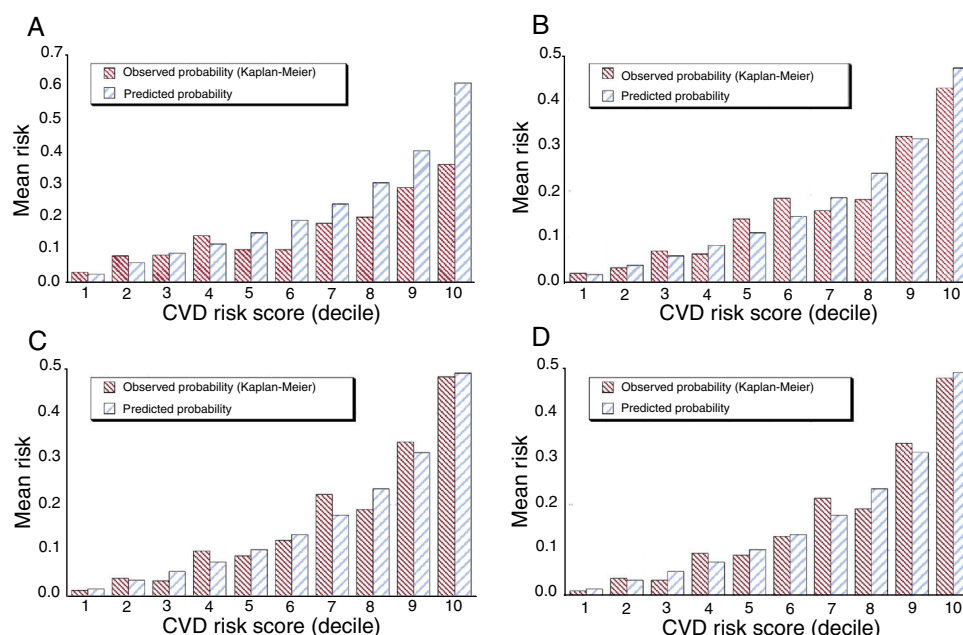 A
Mean risk
0.7
0.6
0.5
0.4
0.3
0.2
0.1
0.0
Observed probability (Kaplan-Meier)
Predicted probability
1 2 3 4 5 6 7 8 9 10
CVD risk score (decile)
B
Mean risk
0.5
0.4
0.3
0.2
0.1
0.0
Observed probability (Kaplan-Meier)
Predicted probability
1 2 3 4 5 6 7 8 9 10
CVD risk score (decile)
C
Mean risk
0.5
0.4
0.3
0.2
0.1
0.0
Observed probability (Kaplan-Meier)
Predicted probability
1 2 3 4 5 6 7 8 9 10
CVD risk score (decile)
D
Mean risk
0.5
0.4
0.3
0.2
0.1
0.0
Observed probability (Kaplan-Meier)
Predicted probability
1 2 3 4 5 6 7 8 9 10
CVD risk score (decile)